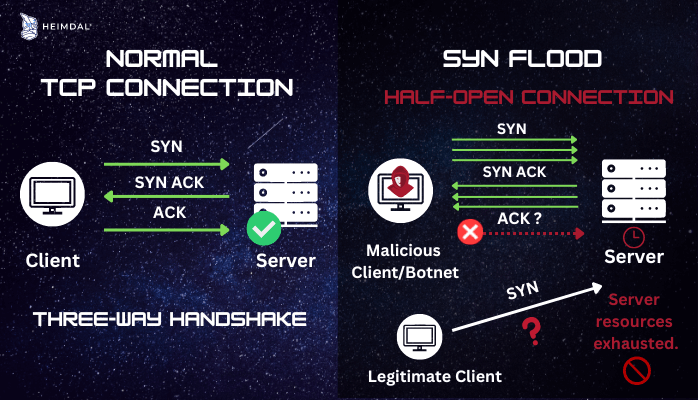 HEIMDAL®
NORMAL
TCP CONNECTION
SYN
SYN ACK
ACK
Client
Server
THREE-WAY HANDSHAKE
SYN FLOOD
HALF-OPEN CONNECTION
SYN
SYN ACK
ACK ?
Malicious
Client/Botnet
Server
SYN
?
Legitimate Client
Server
resources
exhausted.